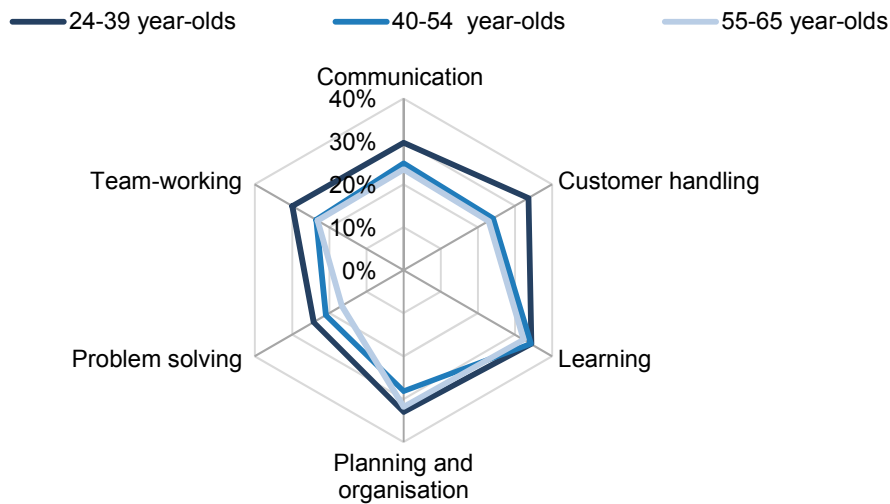 24-39 year-olds
40-54 year-olds
55-65 year-olds
Communication
40%
30%
20%
10%
0%
Team-working
Customer handling
Problem solving
Learning
Planning and
organisation